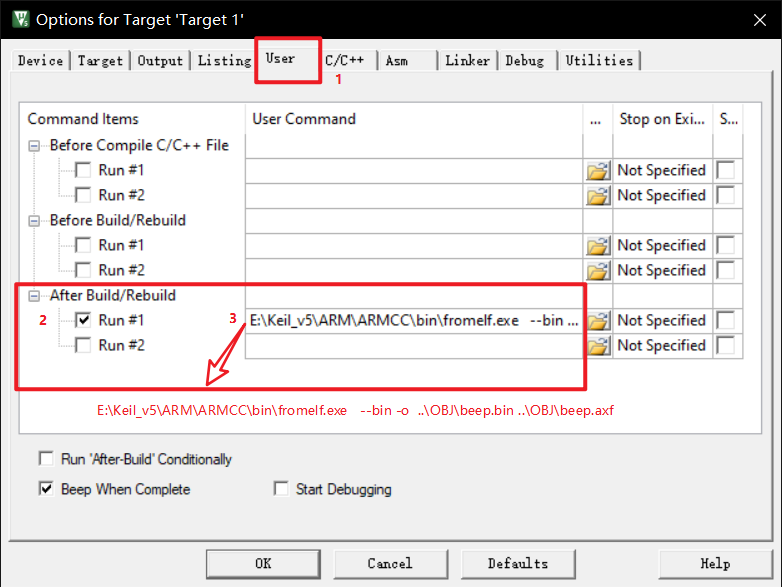 Options for Target 'Target 1'
Device Target Output Listing User C/C++ Asm Linker Debug Utilities
1
Command Items User Command ... Stop on Exi... S...
Before Compile C/C++ File
Run #1 Not Specified
Run #2 Not Specified
Before Build/Rebuild
Run #1 Not Specified
Run #2 Not Specified
After Build/Rebuild
2 Run #1 3 E:\Keil_v5\ARM\ARMCC\bin\fromelf.exe --bin ... Not Specified
Run #2 Not Specified
E:\Keil_v5\ARM\ARMCC\bin\fromelf.exe --bin -o ..\OBJ\beep.bin ..\OBJ\beep.axf
Run 'After-Build' Conditionally
Beep When Complete Start Debugging
OK Cancel Defaults Help